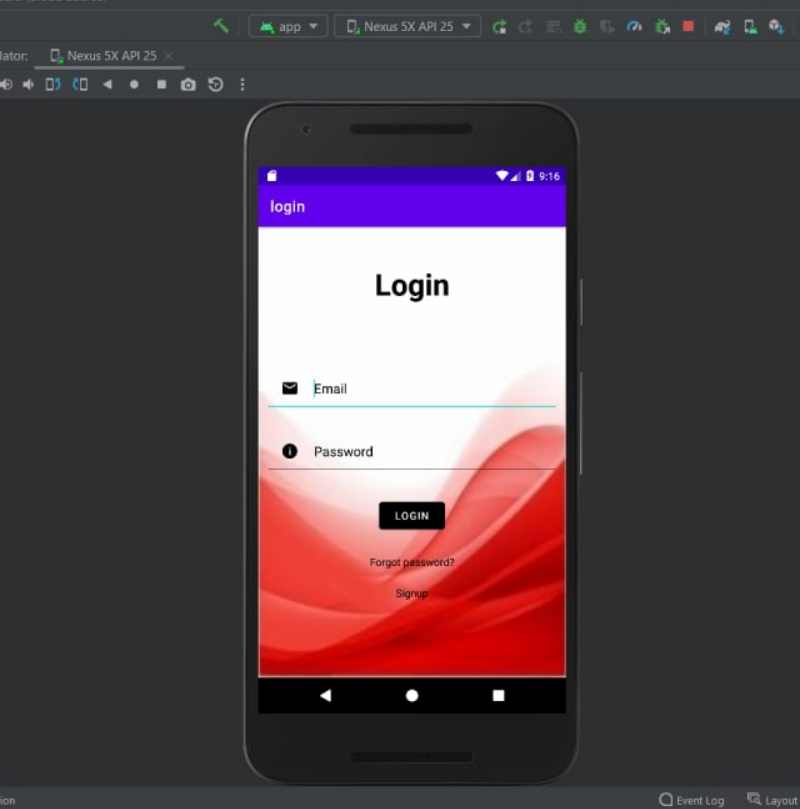 app
Nexus 5X API 25
lator:
Nexus 5X API 25
9:16
login
Login
Email
Password
LOGIN
Forgot password?
Signup
ion
Event Log
Layout